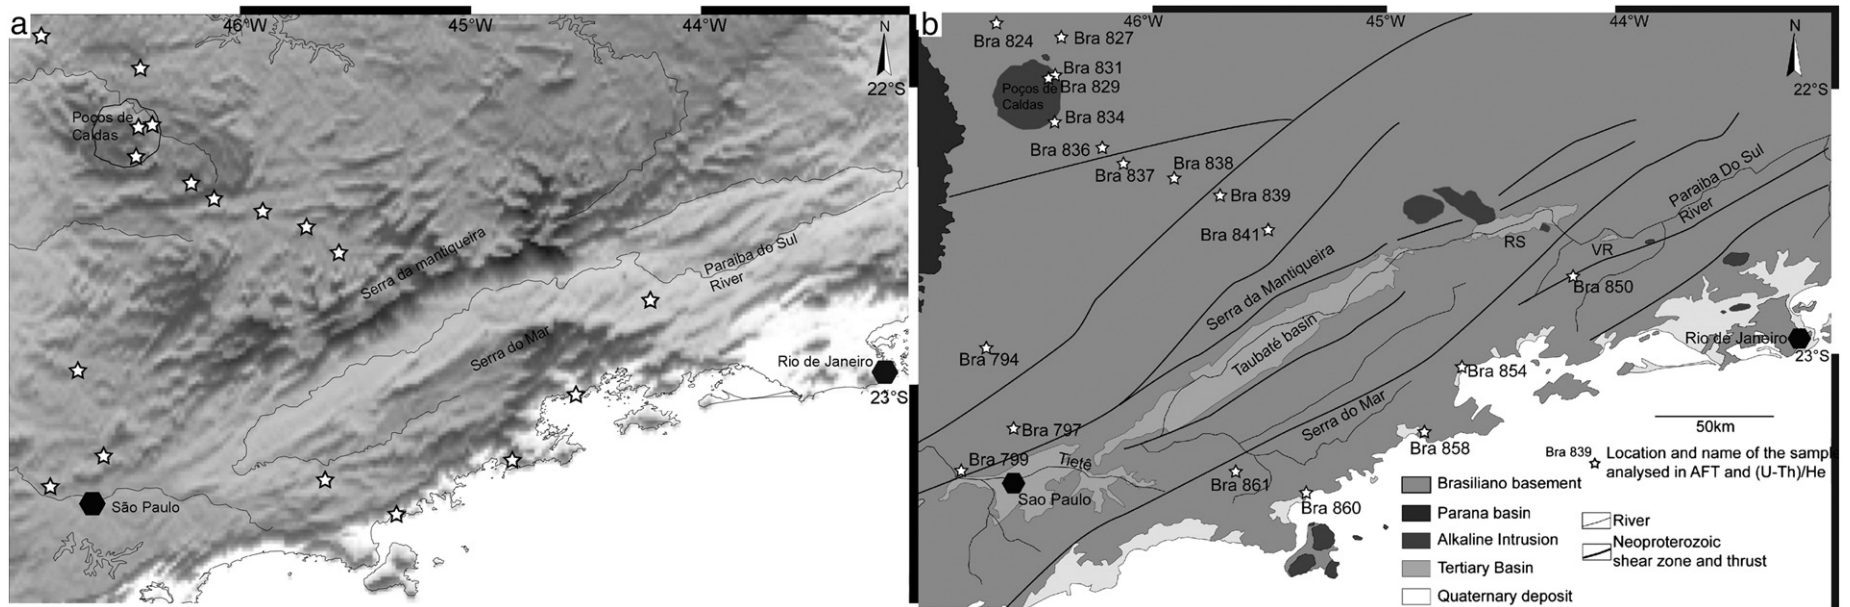 a
46°W
45°W
44°W
N
22°S
Poços de
Caldas
Serra da mantiqueira
Paraiba do Sul
River
Serra do Mar
Rio de Janeiro
23°S
São Paulo
b
46°W
45°W
44°W
N
22°S
Bra 824
Bra 827
Bra 831
Bra 829
Poços de
Caldas
Bra 834
Bra 836
Bra 837
Bra 838
Bra 839
Bra 841
Paraiba Do Sul
River
RS
VR
Bra 850
Serra da Mantiqueira
Taubaté basin
Rio de Janeiro
23°S
Bra 794
Bra 854
Serra do Mar
50km
Bra 797
Bra 858
Bra 799
Tietê
Sao Paulo
Bra 861
Bra 860
Bra 839
Location and name of the sample
analysed in AFT and (U-Th)/He
Brasiliano basement
Parana basin
Alkaline Intrusion
Tertiary Basin
Quaternary deposit
River
Neoproterozoic
shear zone and thrust